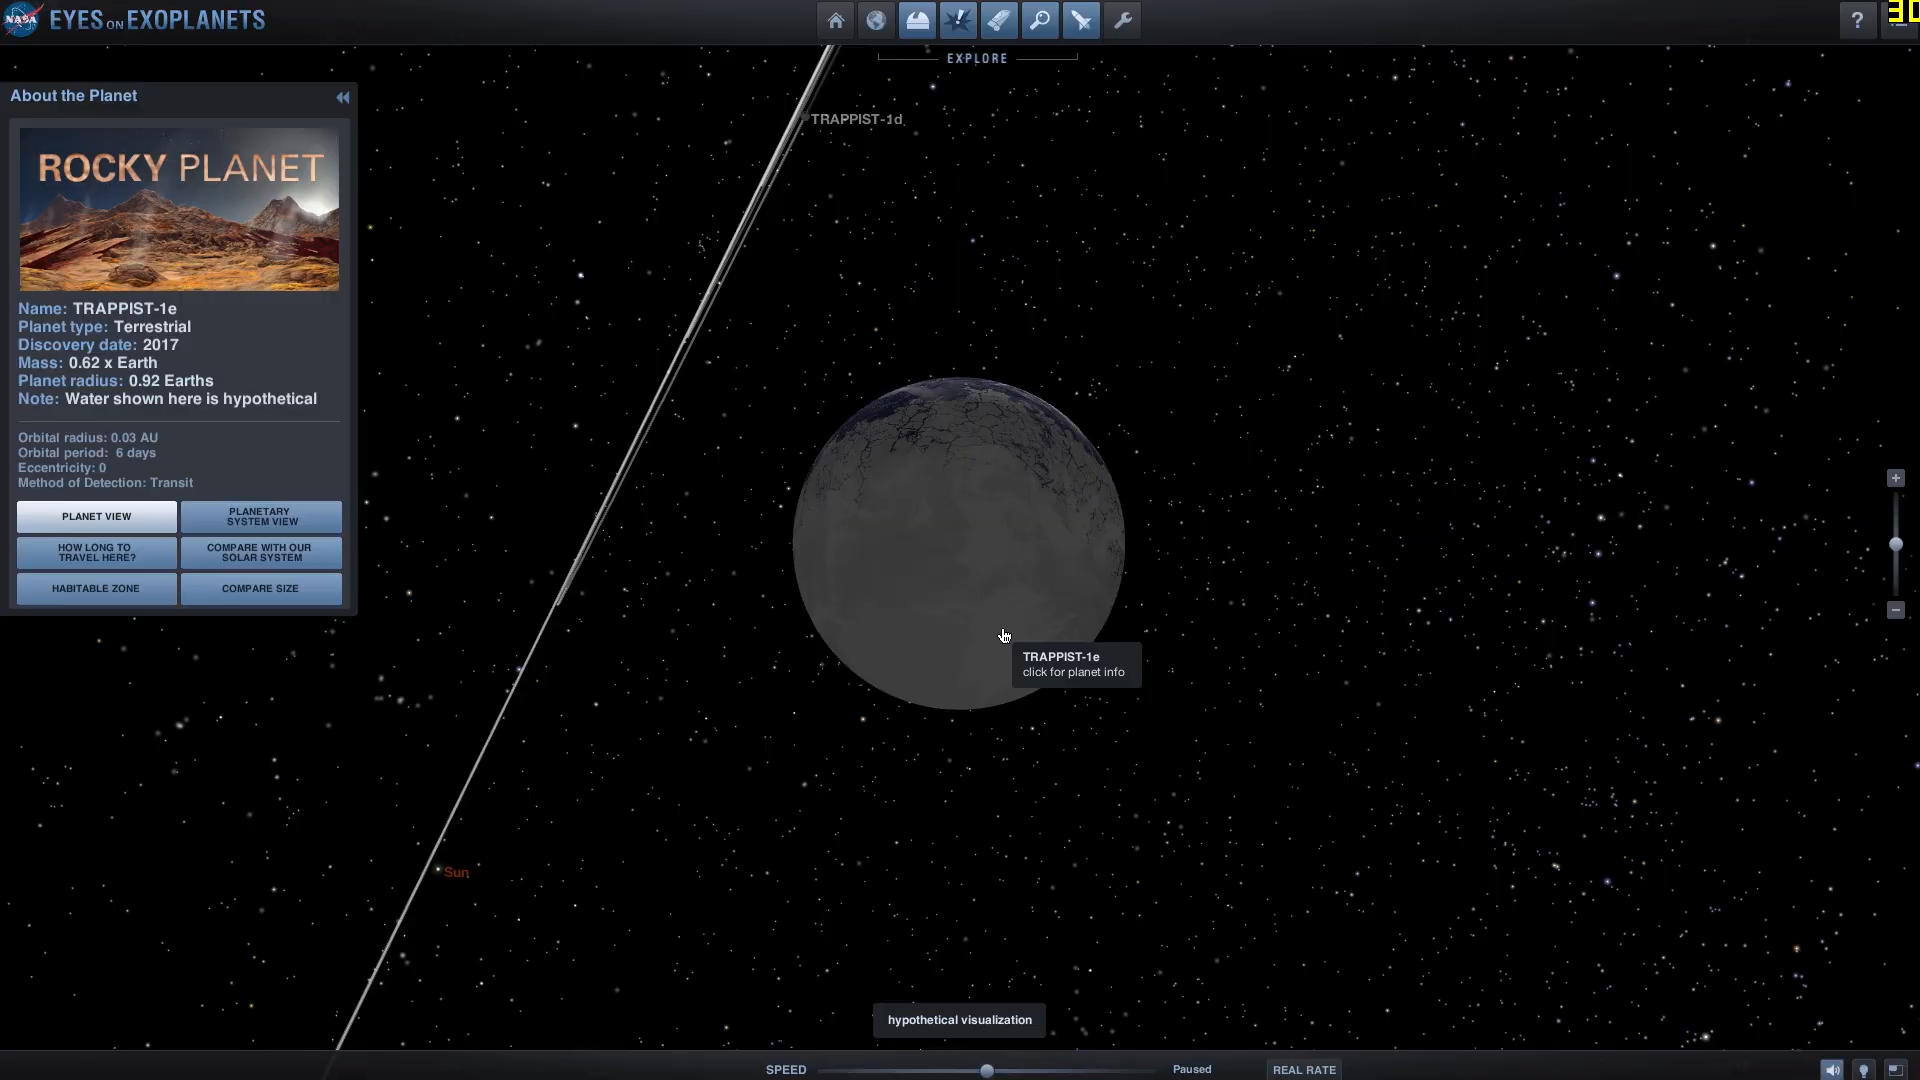 NASA EYES ON EXOPLANETS
?
30
EXPLORE
About the Planet
ROCKY PLANET
Name: TRAPPIST-1e
Planet type: Terrestrial
Discovery date: 2017
Mass: 0.62 x Earth
Planet radius: 0.92 Earths
Note: Water shown here is hypothetical
Orbital radius: 0.03 AU
Orbital period: 6 days
Eccentricity: 0
Method of Detection: Transit
PLANET VIEW
PLANETARY
SYSTEM VIEW
HOW LONG TO
TRAVEL HERE?
COMPARE WITH OUR
SOLAR SYSTEM
HABITABLE ZONE
COMPARE SIZE
TRAPPIST-1d
TRAPPIST-1e
click for planet info
Sun
hypothetical visualization
SPEED
Paused
REAL RATE